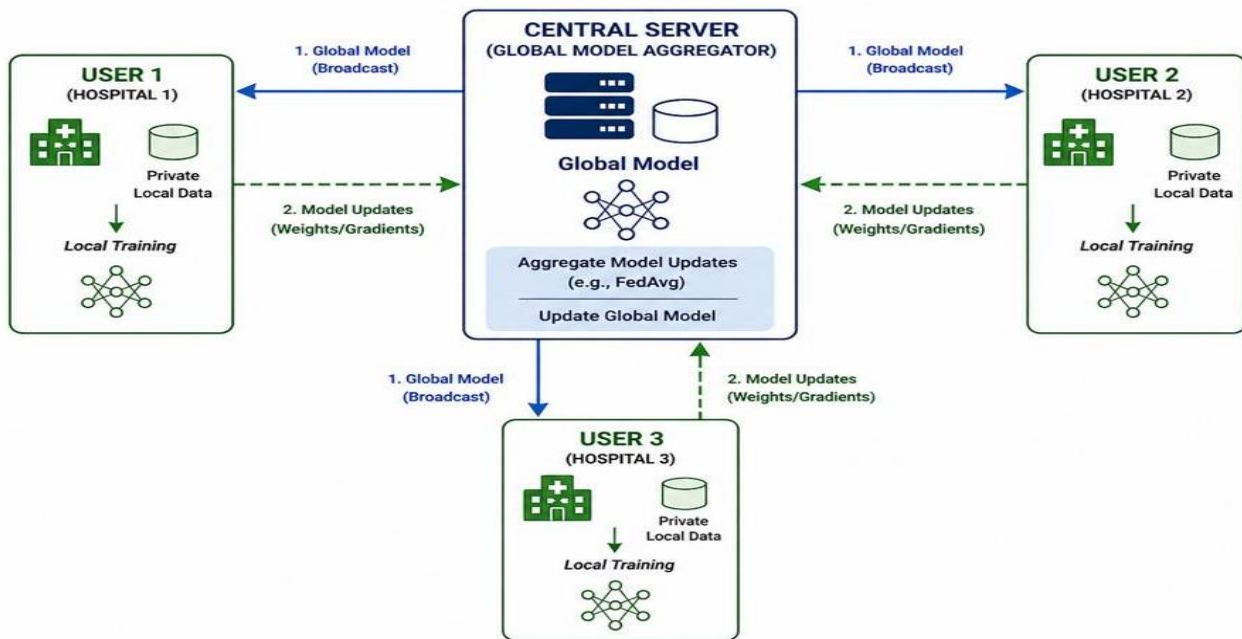 CENTRAL SERVER
(GLOBAL MODEL AGGREGATOR)
1. Global Model
(Broadcast)
1. Global Model
(Broadcast)
USER 1
(HOSPITAL 1)
USER 2
(HOSPITAL 2)
Global Model
Private
Local Data
Private
Local Data
2. Model Updates
(Weights/Gradients)
2. Model Updates
(Weights/Gradients)
Local Training
Local Training
Aggregate Model Updates
(e.g., FedAvg)
Update Global Model
1. Global Model
(Broadcast)
2. Model Updates
(Weights/Gradients)
USER 3
(HOSPITAL 3)
Private
Local Data
Local Training